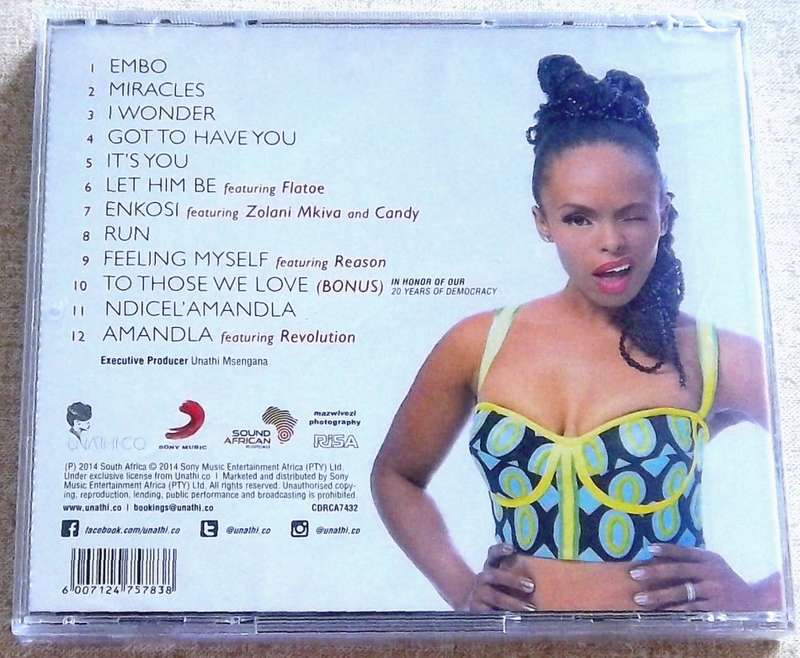 1 EMBO
2 MIRACLES
3 I WONDER
4 GOT TO HAVE YOU
5 IT'S YOU
6 LET HIM BE featuring Flatoe
7 ENKOSI featuring Zolani Mkiva and Candy
8 RUN
9 FEELING MYSELF featuring Reason
10 TO THOSE WE LOVE (BONUS) IN HONOR OF OUR
20 YEARS OF DEMOCRACY
11 NDICEL'AMANDLA
12 AMANDLA featuring Revolution
Executive Producer Unathi Msengana
UNATHI.CO
SONY MUSIC
SOUND
AFRICAN
RECORDINGS
mazwivezi
photography
RiSA
(P) 2014 South Africa © 2014 Sony Music Entertainment Africa (PTY) Ltd.
Under exclusive license from Unathi co I Marketed and distributed by Sony
Music Entertainment Africa (PTY) Ltd. All rights reserved. Unauthorised copy-
ing, reproduction, lending, public performance and broadcasting is prohibited.
www.unathi.co I bookings@unathi.co CDRCA7432
facebook.com/unathi.co @unathi.co @unathi.co
6 007124 757838